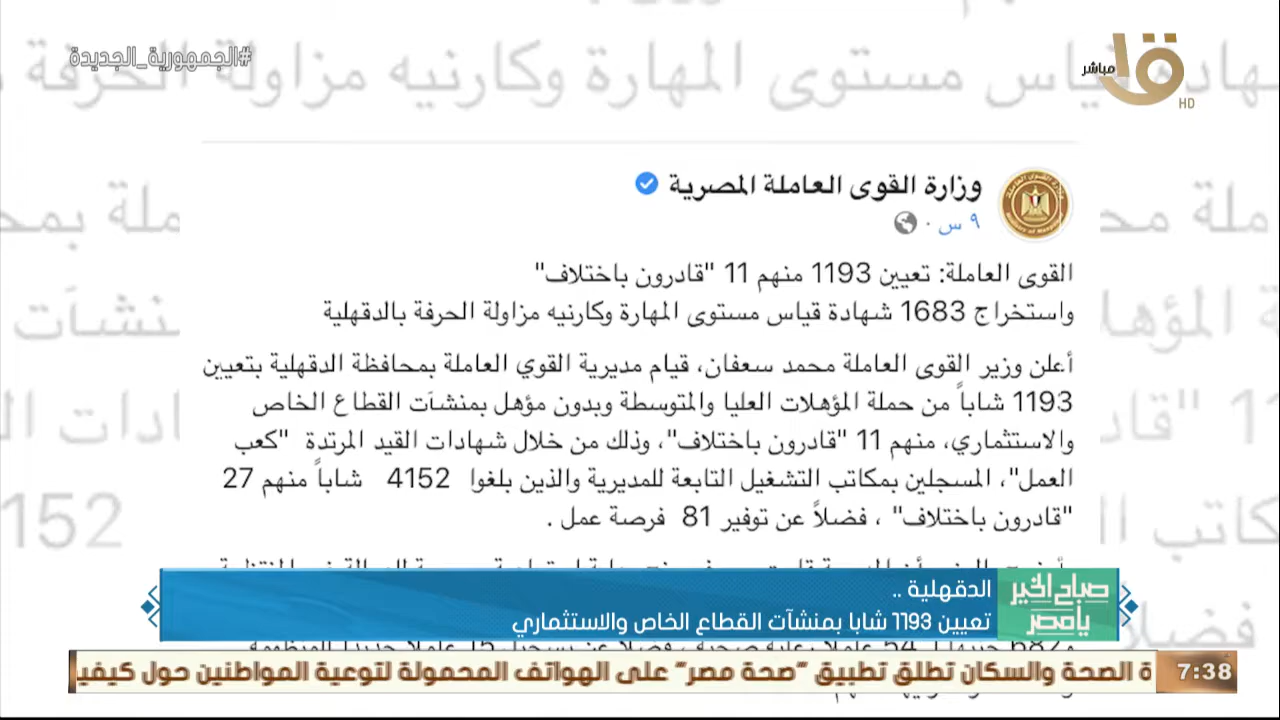 #الجمهورية_الجديدة
مباشر
HD
وزارة القوى العاملة المصرية
٩ س ·
القوى العاملة: تعيين 1193 منهم 11 "قادرون باختلاف"
واستخراج 1683 شهادة قياس مستوى المهارة وكارنيه مزاولة الحرفة بالدقهلية
أعلن وزير القوى العاملة محمد سعفان، قيام مديرية القوي العاملة بمحافظة الدقهلية بتعيين
1193 شاباً من حملة المؤهلات العليا والمتوسطة وبدون مؤهل بمنشآت القطاع الخاص
والاستثماري، منهم 11 "قادرون باختلاف"، وذلك من خلال شهادات القيد المرتدة "كعب
العمل"، المسجلين بمكاتب التشغيل التابعة للمديرية والذين بلغوا 4152 شاباً منهم 27
"قادرون باختلاف" ، فضلاً عن توفير 81 فرصة عمل .
صباح الخير
يا مصر
الدقهلية ..
تعيين 1193 شابا بمنشآت القطاع الخاص والاستثماري
7:38
ة الصحة والسكان تطلق تطبيق "صحة مصر" على الهواتف المحمولة لتوعية المواطنين حول كيفي